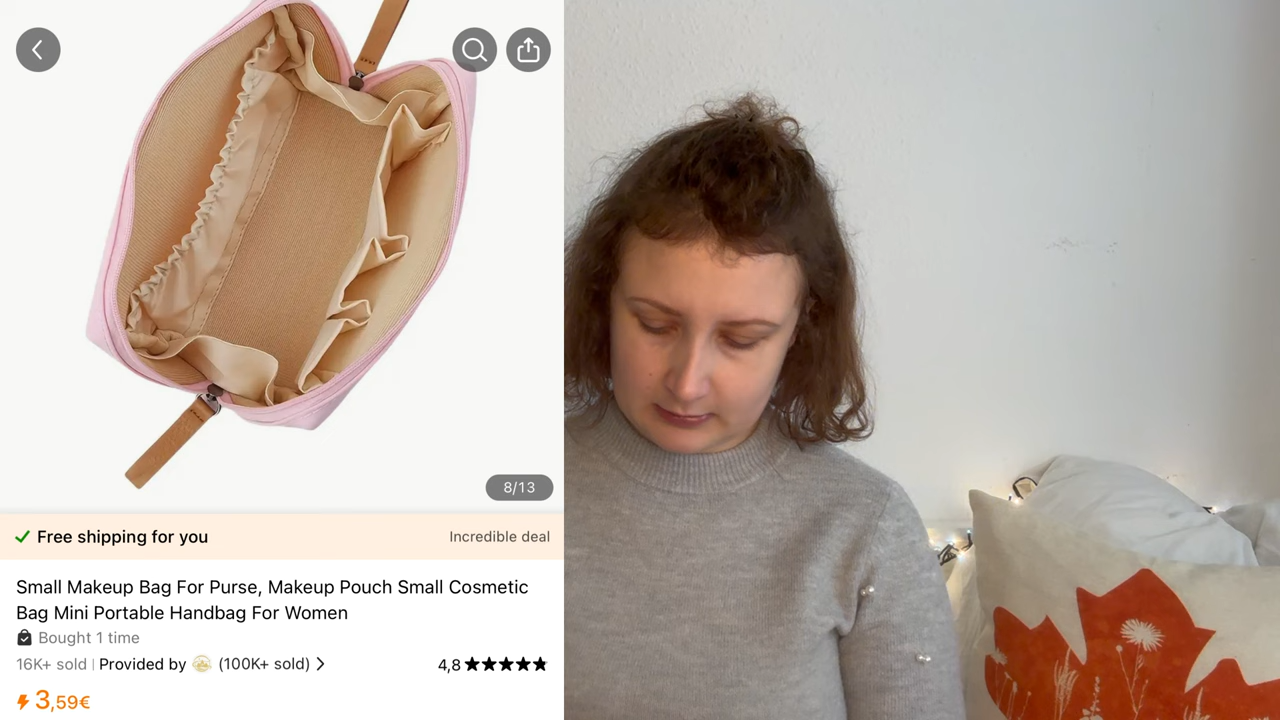 8/13
Free shipping for you
Incredible deal
Small Makeup Bag For Purse, Makeup Pouch Small Cosmetic
Bag Mini Portable Handbag For Women
Bought 1 time
16K+ sold | Provided by (100K+ sold)
4,8
3,59€